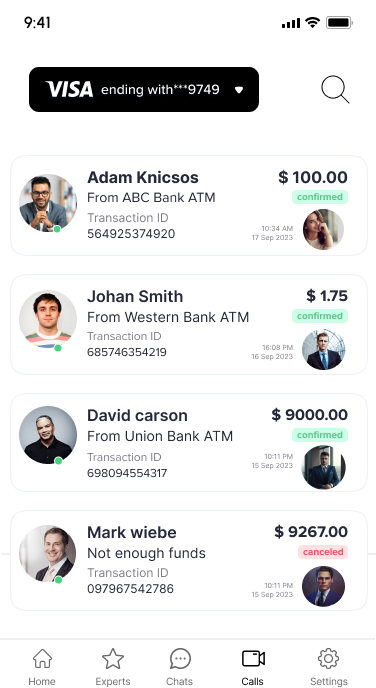 9:41
VISA ending with***9749
Adam Knicsos
$ 100.00
From ABC Bank ATM
confirmed
Transaction ID
564925374920
10:34 AM
17 Sep 2023
Johan Smith
$ 1.75
From Western Bank ATM
confirmed
Transaction ID
685746354219
16:08 PM
16 Sep 2023
David carson
$ 9000.00
From Union Bank ATM
confirmed
Transaction ID
698094554317
10:11 PM
15 Sep 2023
Mark wiebe
$ 9267.00
Not enough funds
canceled
Transaction ID
097967542786
10:11 PM
15 Sep 2023
Home
Experts
Chats
Calls
Settings